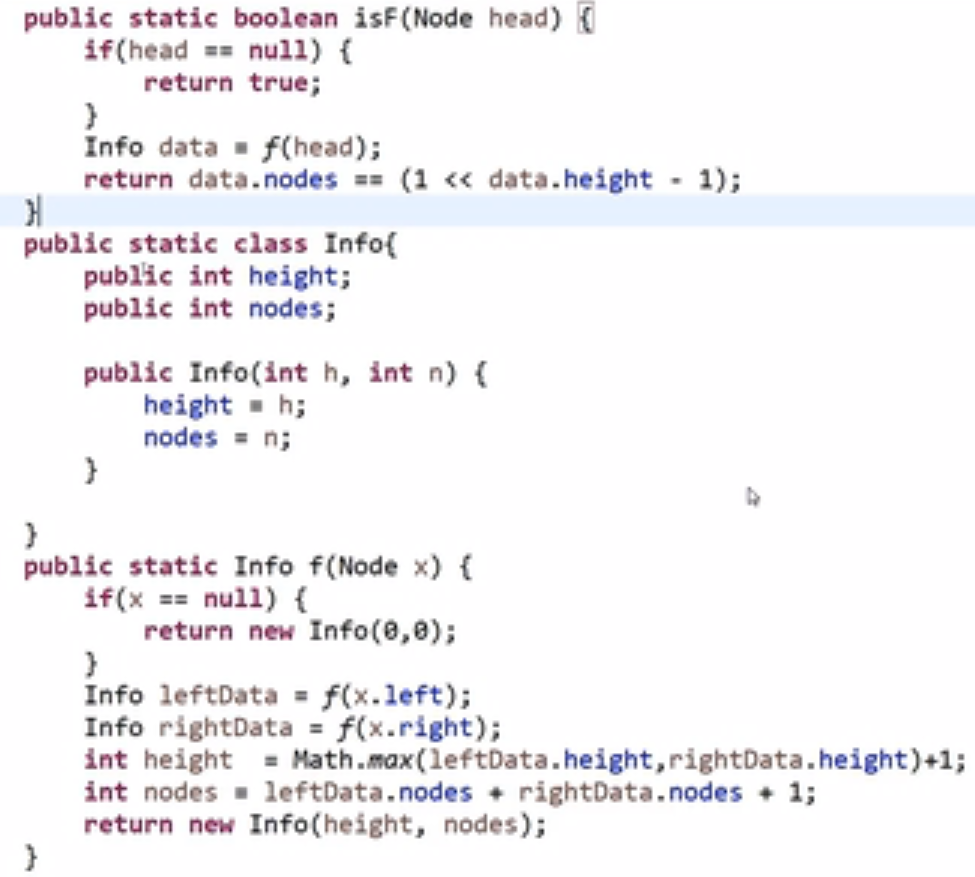 public static boolean isF(Node head) {
    if(head == null) {
        return true;
    }
    Info data = f(head);
    return data.nodes == (1 << data.height - 1);
}
public static class Info{
    public int height;
    public int nodes;

    public Info(int h, int n) {
        height = h;
        nodes = n;
    }

}
public static Info f(Node x) {
    if(x == null) {
        return new Info(0,0);
    }
    Info leftData = f(x.left);
    Info rightData = f(x.right);
    int height  = Math.max(leftData.height,rightData.height)+1;
    int nodes = leftData.nodes + rightData.nodes + 1;
    return new Info(height, nodes);
}